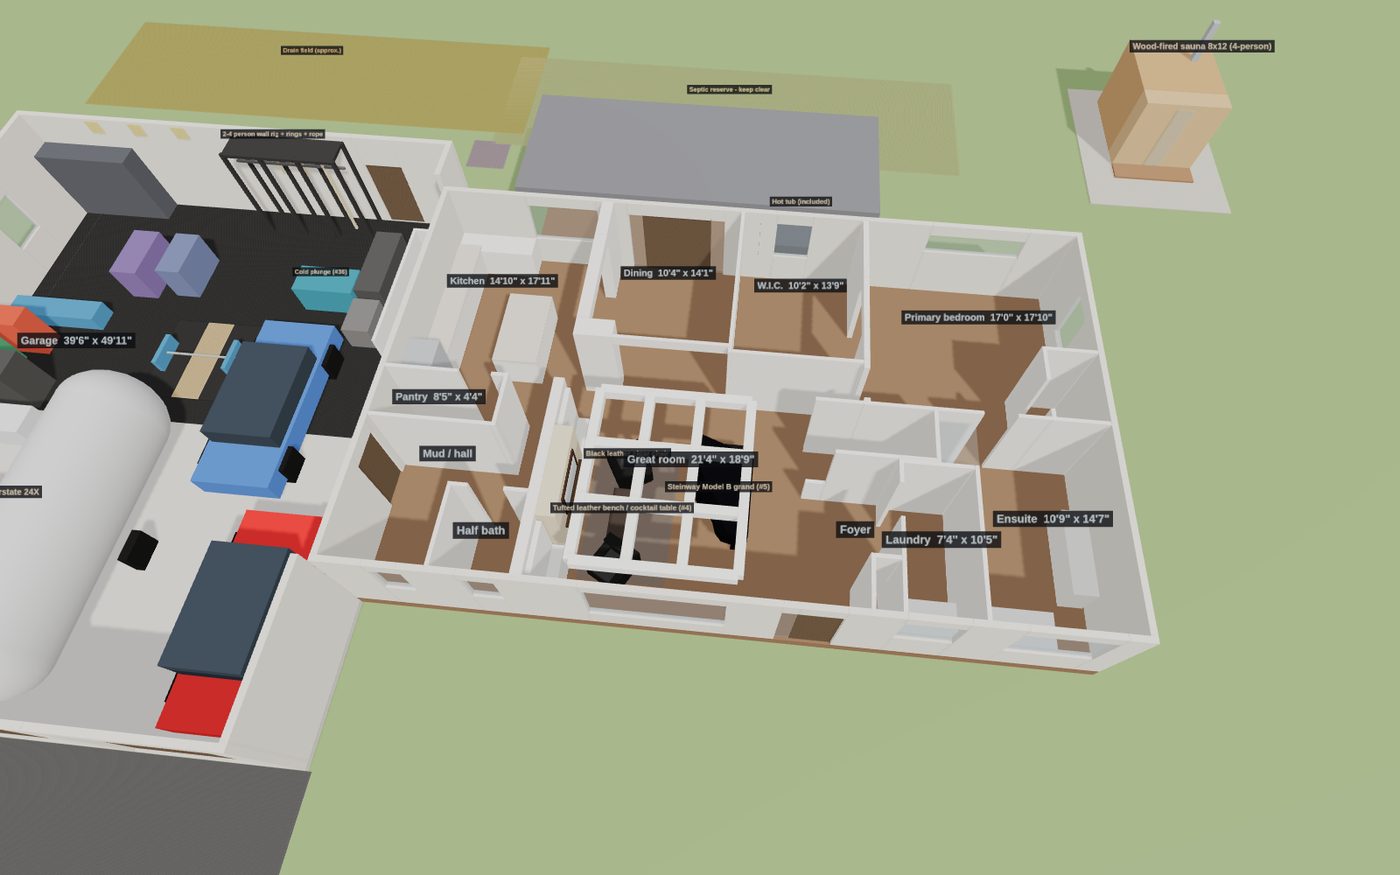 Wood-fired sauna 8x12 (4-person)
Drain field (approx.)
Septic reserve - keep clear
2-4 person wall rig + rings + rope
Hot tub (included)
Cold plunge (#36)
Dining 10'4" x 14'1"
Kitchen 14'10" x 17'11"
W.I.C. 10'2" x 13'9"
Primary bedroom 17'0" x 17'10"
Garage 39'6" x 49'11"
Pantry 8'5" x 4'4"
Mud / hall
Black leath
Great room 21'4" x 18'9"
Steinway Model B grand (#5)
rstate 24X
Tufted leather bench / cocktail table (#4)
Ensuite 10'9" x 14'7"
Half bath
Foyer
Laundry 7'4" x 10'5"